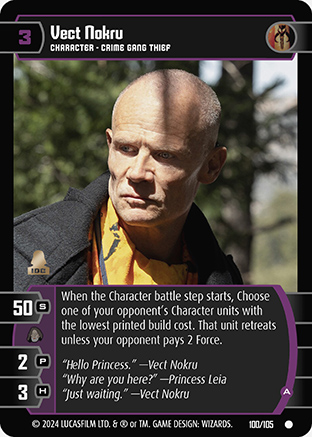 3
Vect Nokru
CHARACTER - CRIME GANG THIEF
50 S
When the Character battle step starts, Choose
one of your opponent's Character units with
the lowest printed build cost. That unit retreats
unless your opponent pays 2 Force.
2 P
"Hello Princess." —Vect Nokru
"Why are you here?" —Princess Leia
3 H
"Just waiting." —Vect Nokru
A
© 2024 LUCASFILM LTD. & ® or TM. GAME DESIGN: WIZARDS.
100/105